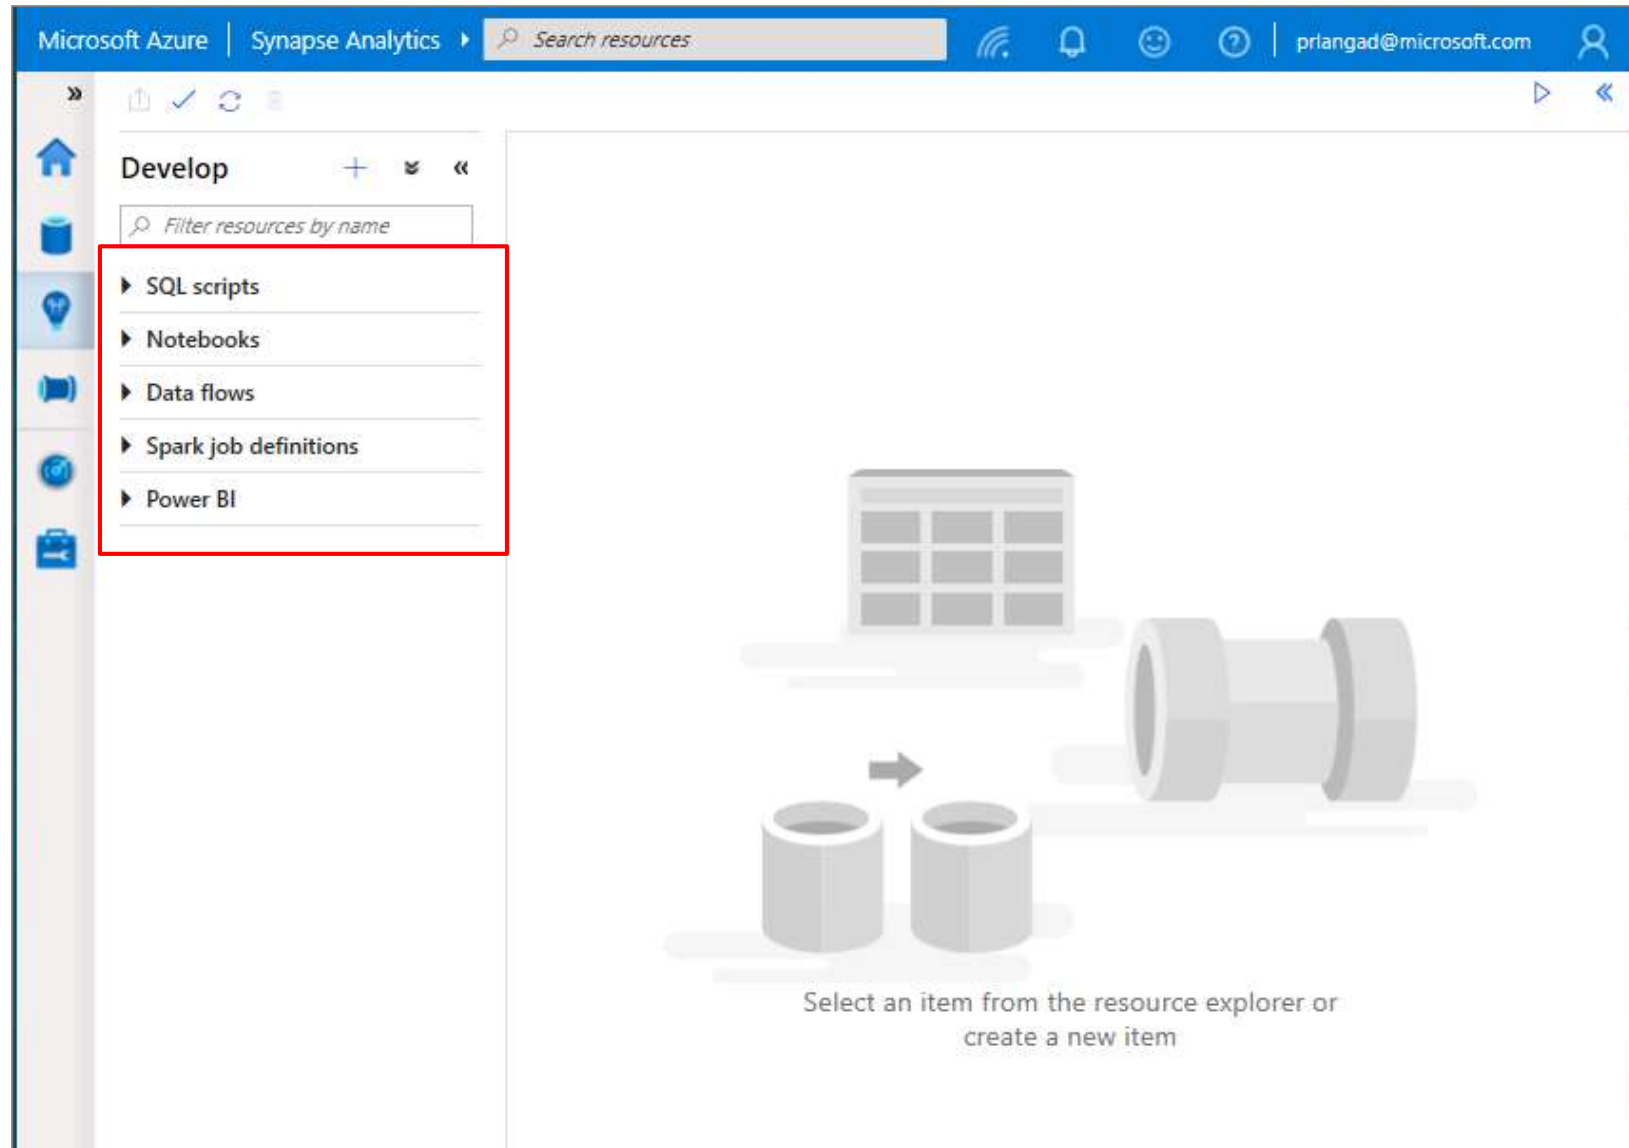 Microsoft Azure | Synapse Analytics Search resources prlangad@microsoft.com
Develop
Filter resources by name
SQL scripts
Notebooks
Data flows
Spark job definitions
Power BI
Select an item from the resource explorer or
create a new item